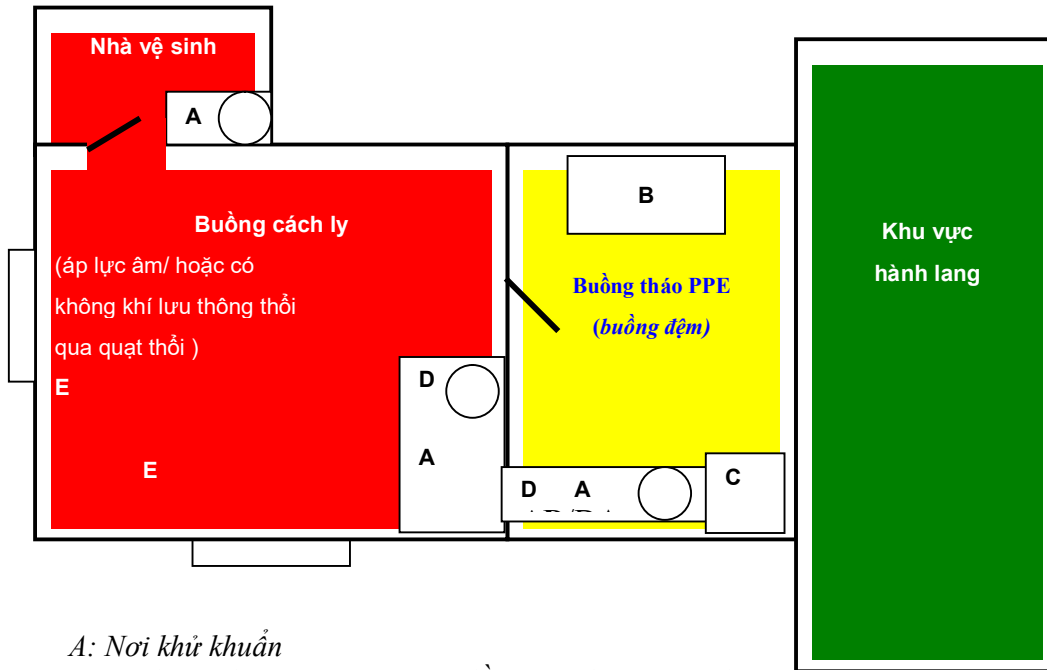 Nhà vệ sinh
A
Buồng cách ly
(áp lực âm/ hoặc có
không khí lưu thông thổi
qua quạt thổi )
E
E
D
A
B
Buồng tháo PPE
(buồng đệm)
D A
C
Khu vực
hành lang
A: Nơi khử khuẩn